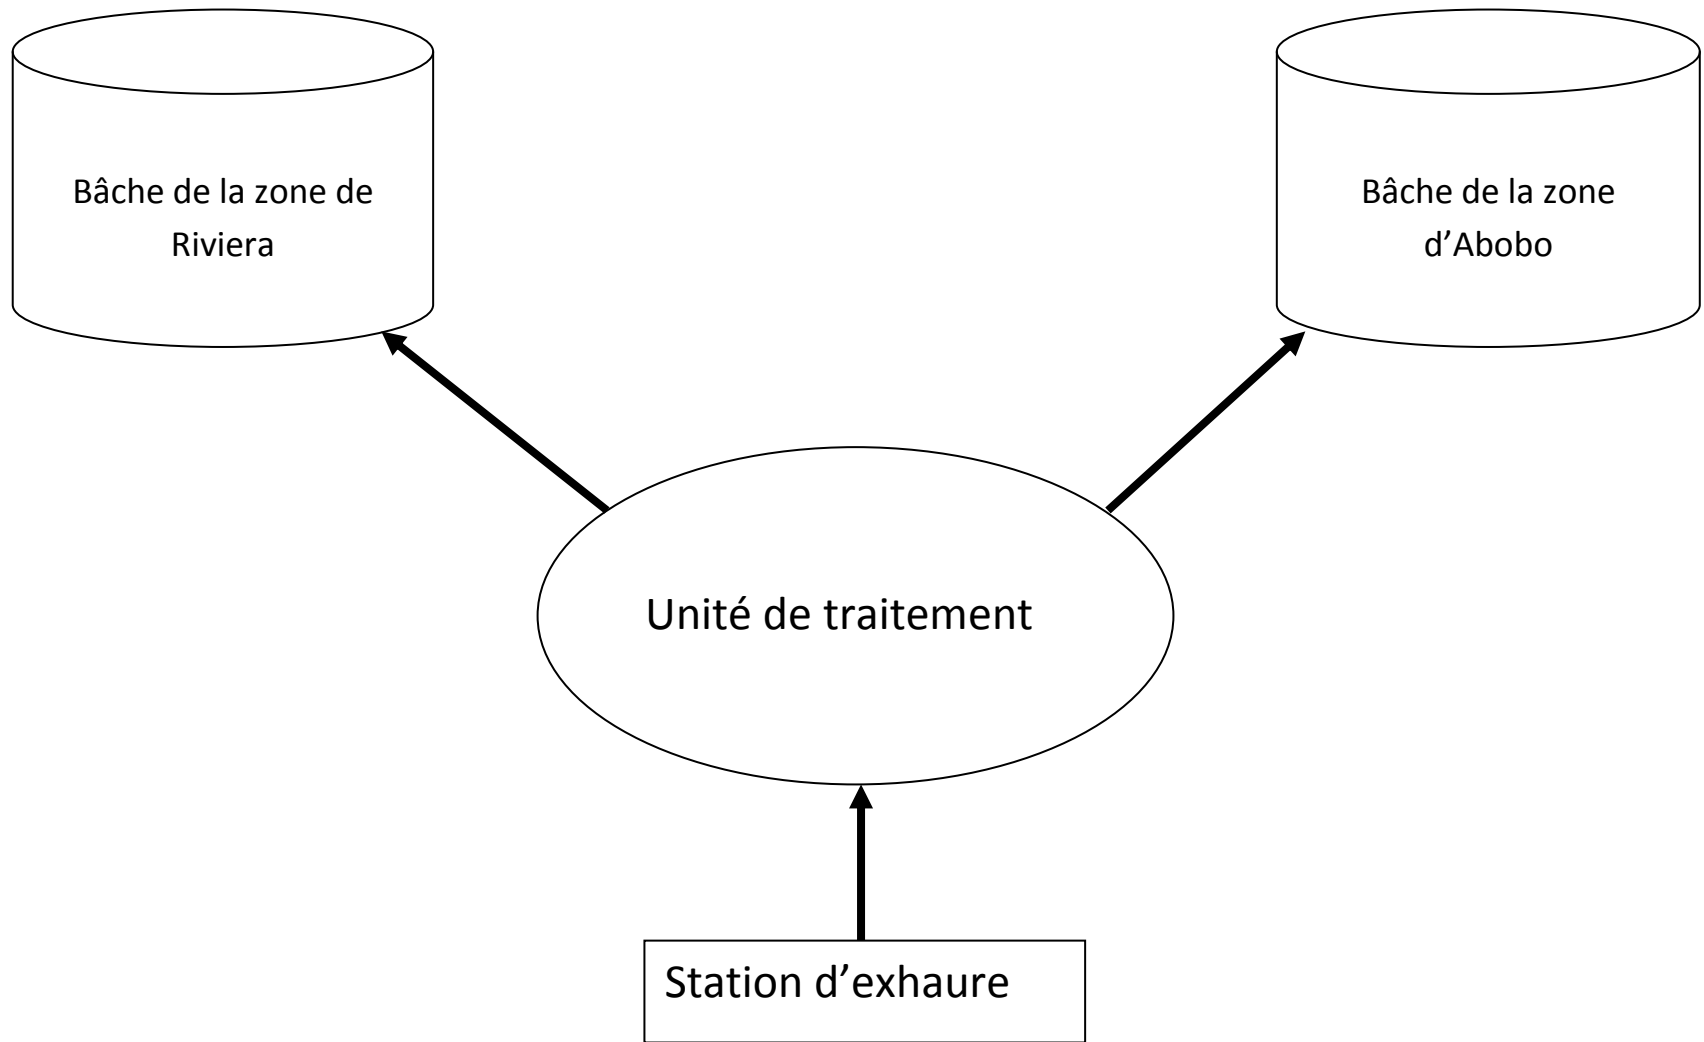 Bâche de la zone de
Riviera
Bâche de la zone
d’Abobo
Unité de traitement
Station d’exhaure